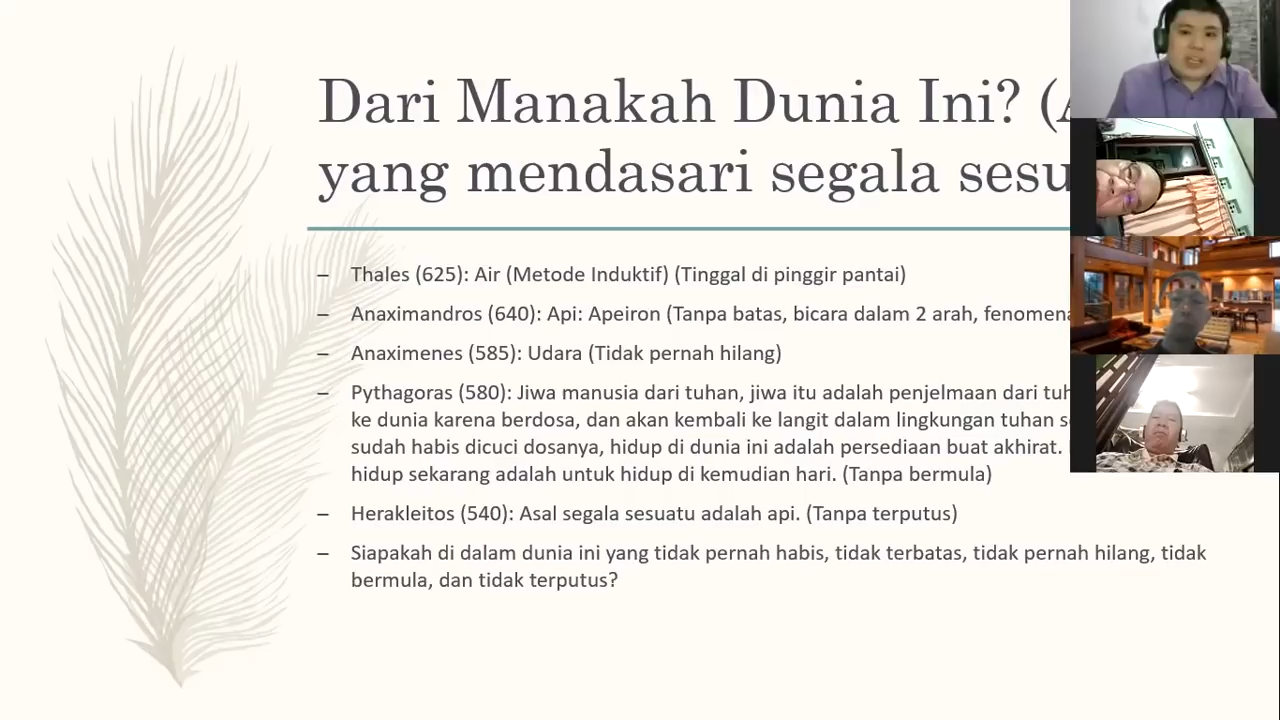 Dari Manakah Dunia Ini?
yang mendasari segala
– Thales (625): Air (Metode Induktif) (Tinggal di pinggir pantai)
– Anaximandros (640): Api: Apeiron (Tanpa batas, bicara dalam 2 arah,
– Anaximenes (585): Udara (Tidak pernah hilang)
– Pythagoras (580): Jiwa manusia dari tuhan, jiwa itu adalah penjelmaan dari
ke dunia karena berdosa, dan akan kembali ke langit dalam lingkungan tuhan
sudah habis dicuci dosanya, hidup di dunia ini adalah persediaan buat akhirat.
hidup sekarang adalah untuk hidup di kemudian hari. (Tanpa bermula)
– Herakleitos (540): Asal segala sesuatu adalah api. (Tanpa terputus)
– Siapakah di dalam dunia ini yang tidak pernah habis, tidak terbatas, tidak pernah hilang, tidak
bermula, dan tidak terputus?